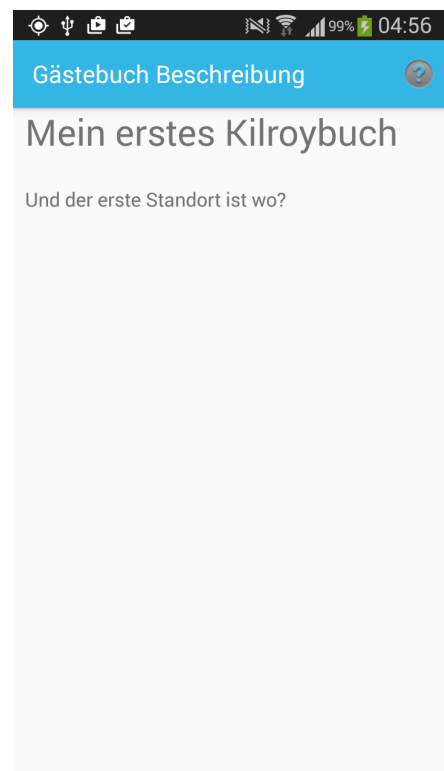 99% 04:56
Gästebuch Beschreibung
Mein erstes Kilroybuch
Und der erste Standort ist wo?